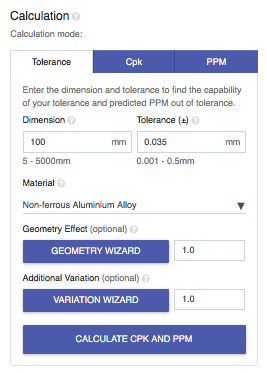 Calculation
Calculation mode:
Tolerance Cpk PPM
Enter the dimension and tolerance to find the capability
of your tolerance and predicted PPM out of tolerance.
Dimension ? Tolerance (±) ?
100 mm 0.035 mm
5 - 5000mm 0.001 - 0.5mm
Material ?
Non-ferrous Aluminium Alloy
Geometry Effect (optional) ?
GEOMETRY WIZARD 1.0
Additional Variation (optional) ?
VARIATION WIZARD 1.0
CALCULATE CPK AND PPM